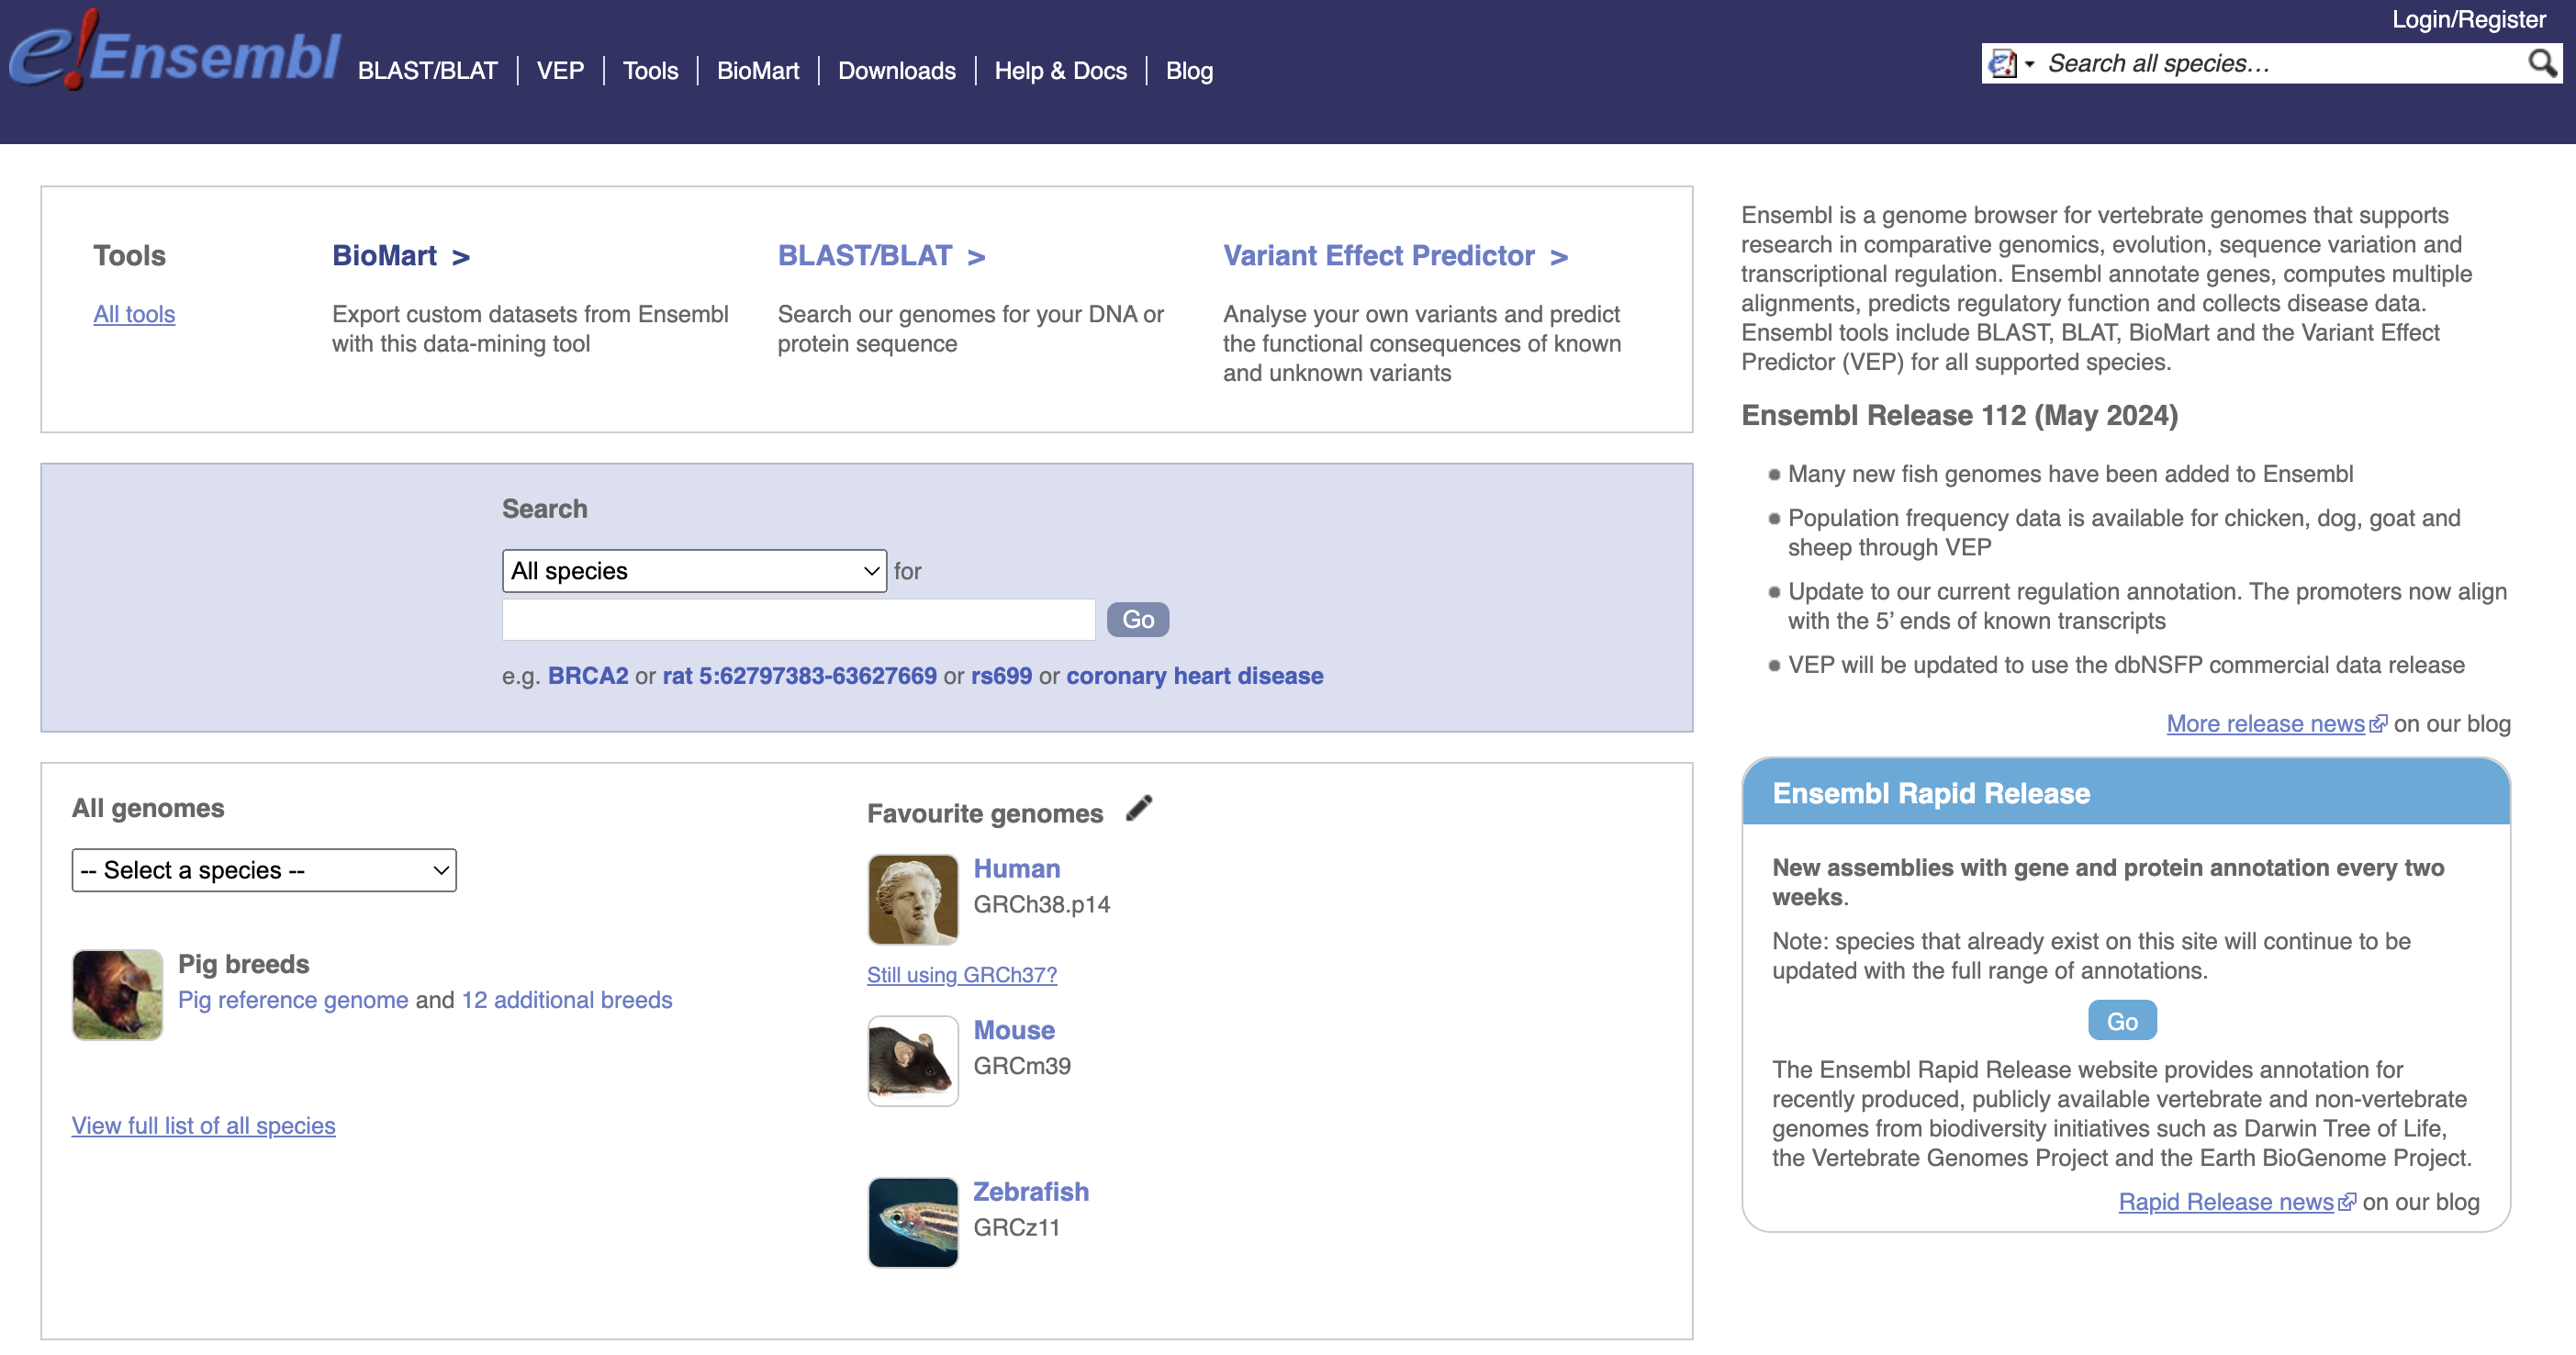 e!Ensembl
BLAST/BLAT | VEP | Tools | BioMart | Downloads | Help & Docs | Blog
Login/Register
Search all species…
Tools
All tools
BioMart >
Export custom datasets from Ensembl
with this data-mining tool
BLAST/BLAT >
Search our genomes for your DNA or
protein sequence
Variant Effect Predictor >
Analyse your own variants and predict
the functional consequences of known
and unknown variants
Search
All species
for
Go
e.g. BRCA2 or rat 5:62797383-63627669 or rs699 or coronary heart disease
All genomes
-- Select a species --
Pig breeds
Pig reference genome and 12 additional breeds
View full list of all species
Favourite genomes
Human
GRCh38.p14
Still using GRCh37?
Mouse
GRCm39
Zebrafish
GRCz11
Ensembl is a genome browser for vertebrate genomes that supports
research in comparative genomics, evolution, sequence variation and
transcriptional regulation. Ensembl annotate genes, computes multiple
alignments, predicts regulatory function and collects disease data.
Ensembl tools include BLAST, BLAT, BioMart and the Variant Effect
Predictor (VEP) for all supported species.
Ensembl Release 112 (May 2024)
Many new fish genomes have been added to Ensembl
Population frequency data is available for chicken, dog, goat and
sheep through VEP
Update to our current regulation annotation. The promoters now align
with the 5’ ends of known transcripts
VEP will be updated to use the dbNSFP commercial data release
More release news on our blog
Ensembl Rapid Release
New assemblies with gene and protein annotation every two
weeks.
Note: species that already exist on this site will continue to be
updated with the full range of annotations.
Go
The Ensembl Rapid Release website provides annotation for
recently produced, publicly available vertebrate and non-vertebrate
genomes from biodiversity initiatives such as Darwin Tree of Life,
the Vertebrate Genomes Project and the Earth BioGenome Project.
Rapid Release news on our blog